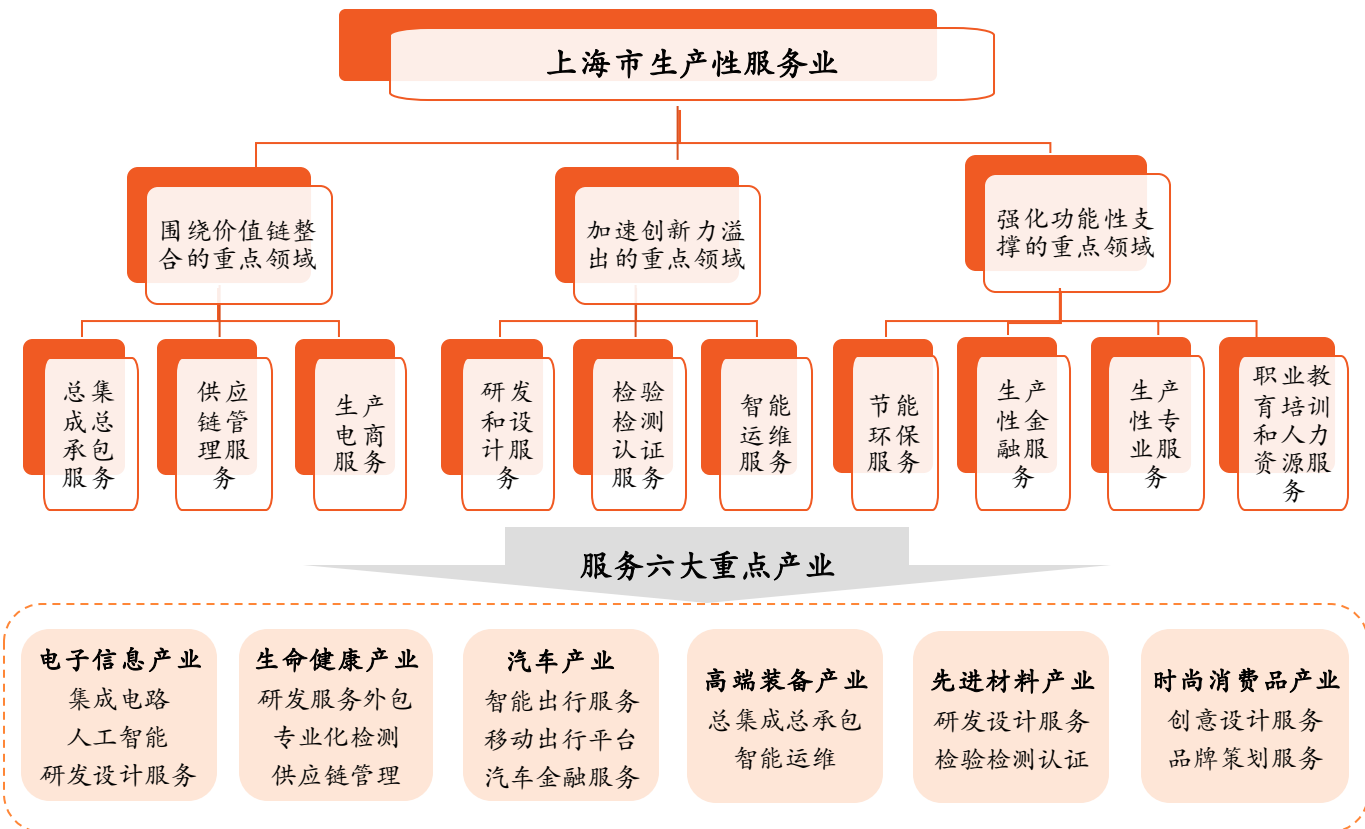 上海市生产性服务业
围绕价值链整
合的重点领域
加速创新力溢
出的重点领域
强化功能性支
撑的重点领域
总集
成总
承包
服务
供应
链管
理服
务
生产
电商
服务
研发
和设
计服
务
检验
检测
认证
服务
智能
运维
服务
节能
环保
服务
生产
性金
融服
务
生产
性专
业服
务
职业教
育培训
和人力
资源服
务
服务六大重点产业
电子信息产业
集成电路
人工智能
研发设计服务
生命健康产业
研发服务外包
专业化检测
供应链管理
汽车产业
智能出行服务
移动出行平台
汽车金融服务
高端装备产业
总集成总承包
智能运维
先进材料产业
研发设计服务
检验检测认证
时尚消费品产业
创意设计服务
品牌策划服务